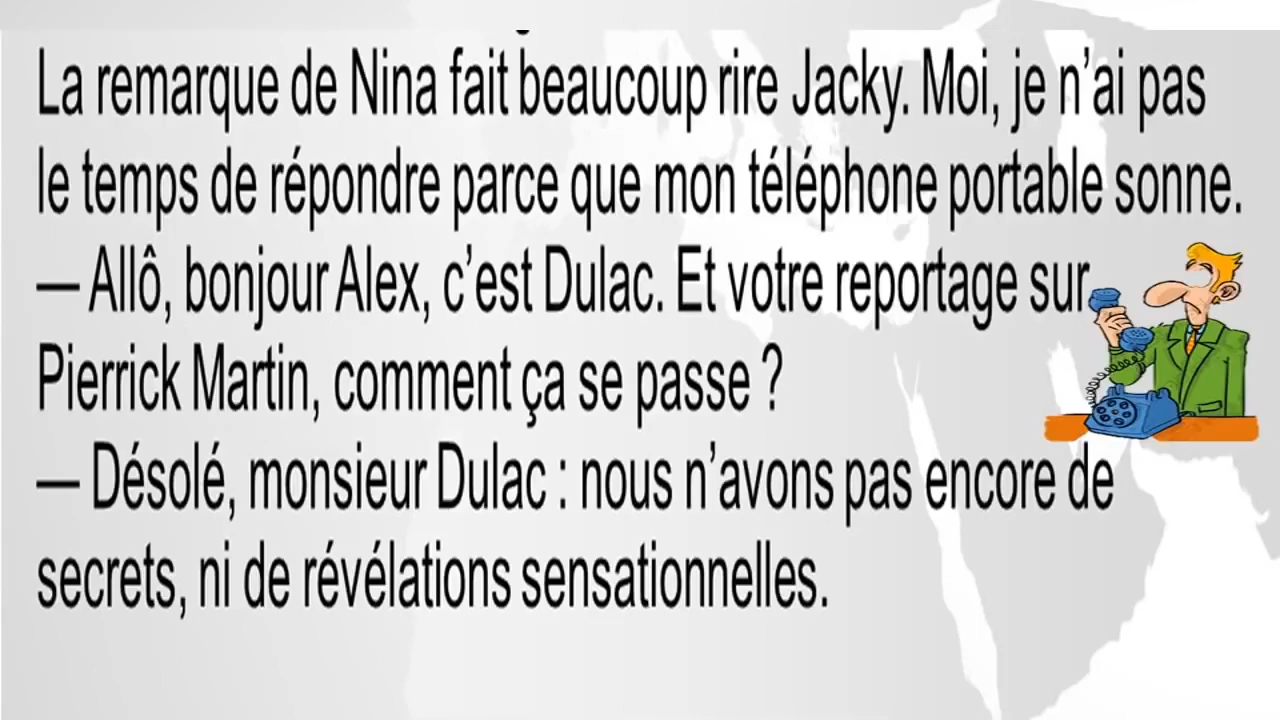 La remarque de Nina fait beaucoup rire Jacky. Moi, je n’ai pas
le temps de répondre parce que mon téléphone portable sonne.
— Allô, bonjour Alex, c’est Dulac. Et votre reportage sur
Pierrick Martin, comment ça se passe ?
— Désolé, monsieur Dulac : nous n’avons pas encore de
secrets, ni de révélations sensationnelles.